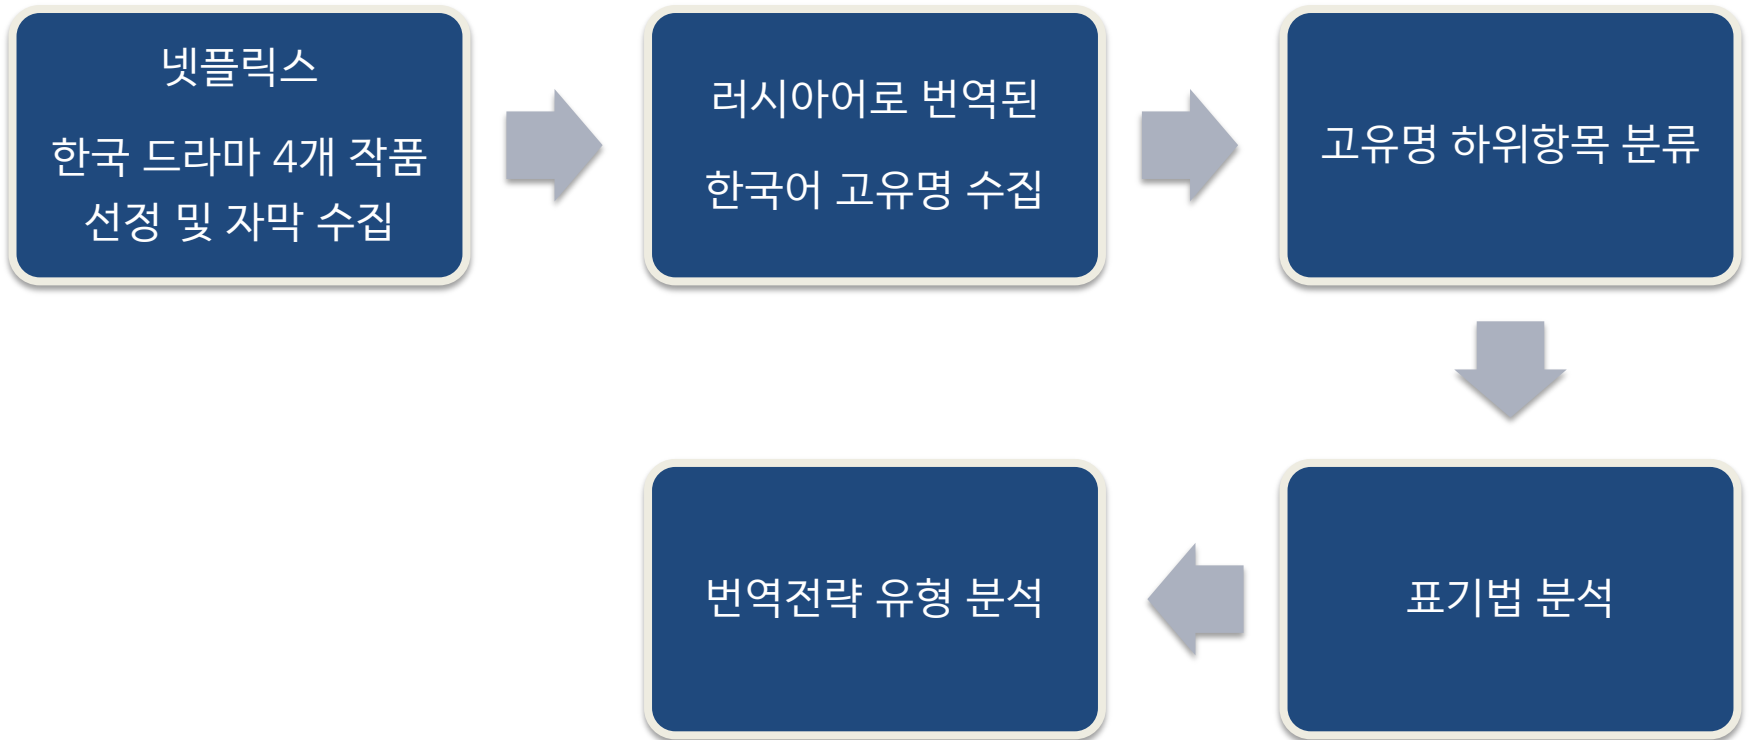 넷플릭스
한국 드라마 4개 작품
선정 및 자막 수집
러시아어로 번역된
한국어 고유명 수집
고유명 하위항목 분류
표기법 분석
번역전략 유형 분석